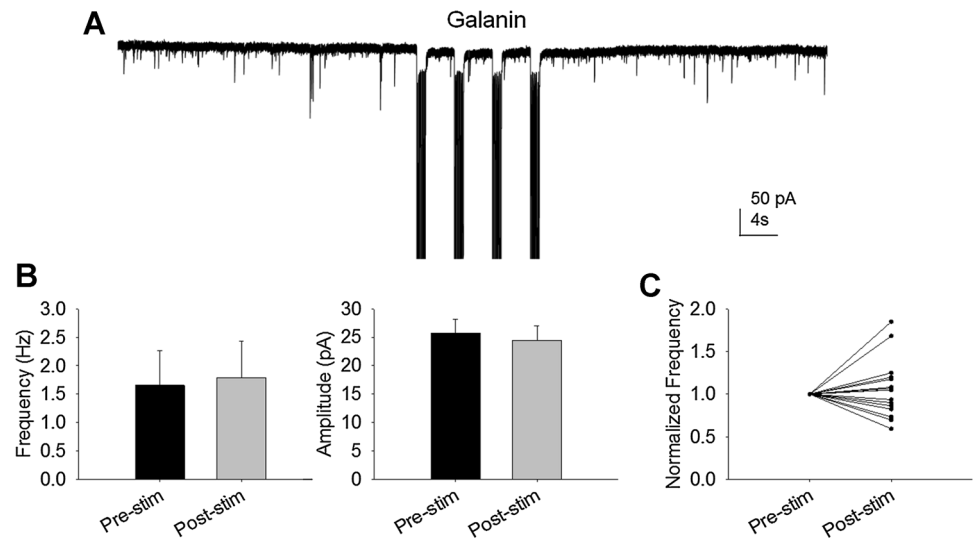 A
Galanin
50 pA
4s
B
Frequency (Hz)
3.0
2.5
2.0
1.5
1.0
0.5
0.0
Pre-stim
Post-stim
Amplitude (pA)
30
25
20
15
10
5
0
Pre-stim
Post-stim
C
Normalized Frequency
2.0
1.5
1.0
0.5
0.0
Pre-stim
Post-stim